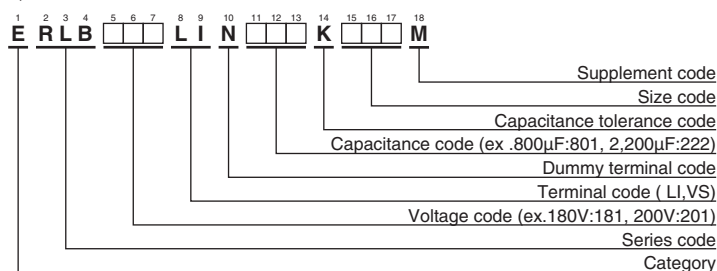 1 2 3 4 5 6 7 8 9 10 11 12 13 14 15 16 17 18
E R L B □□□ L I N □□□ K □□□ M
Supplement code
Size code
Capacitance tolerance code
Capacitance code (ex .800μF:801, 2,200μF:222)
Dummy terminal code
Terminal code ( LI,VS)
Voltage code (ex.180V:181, 200V:201)
Series code
Category